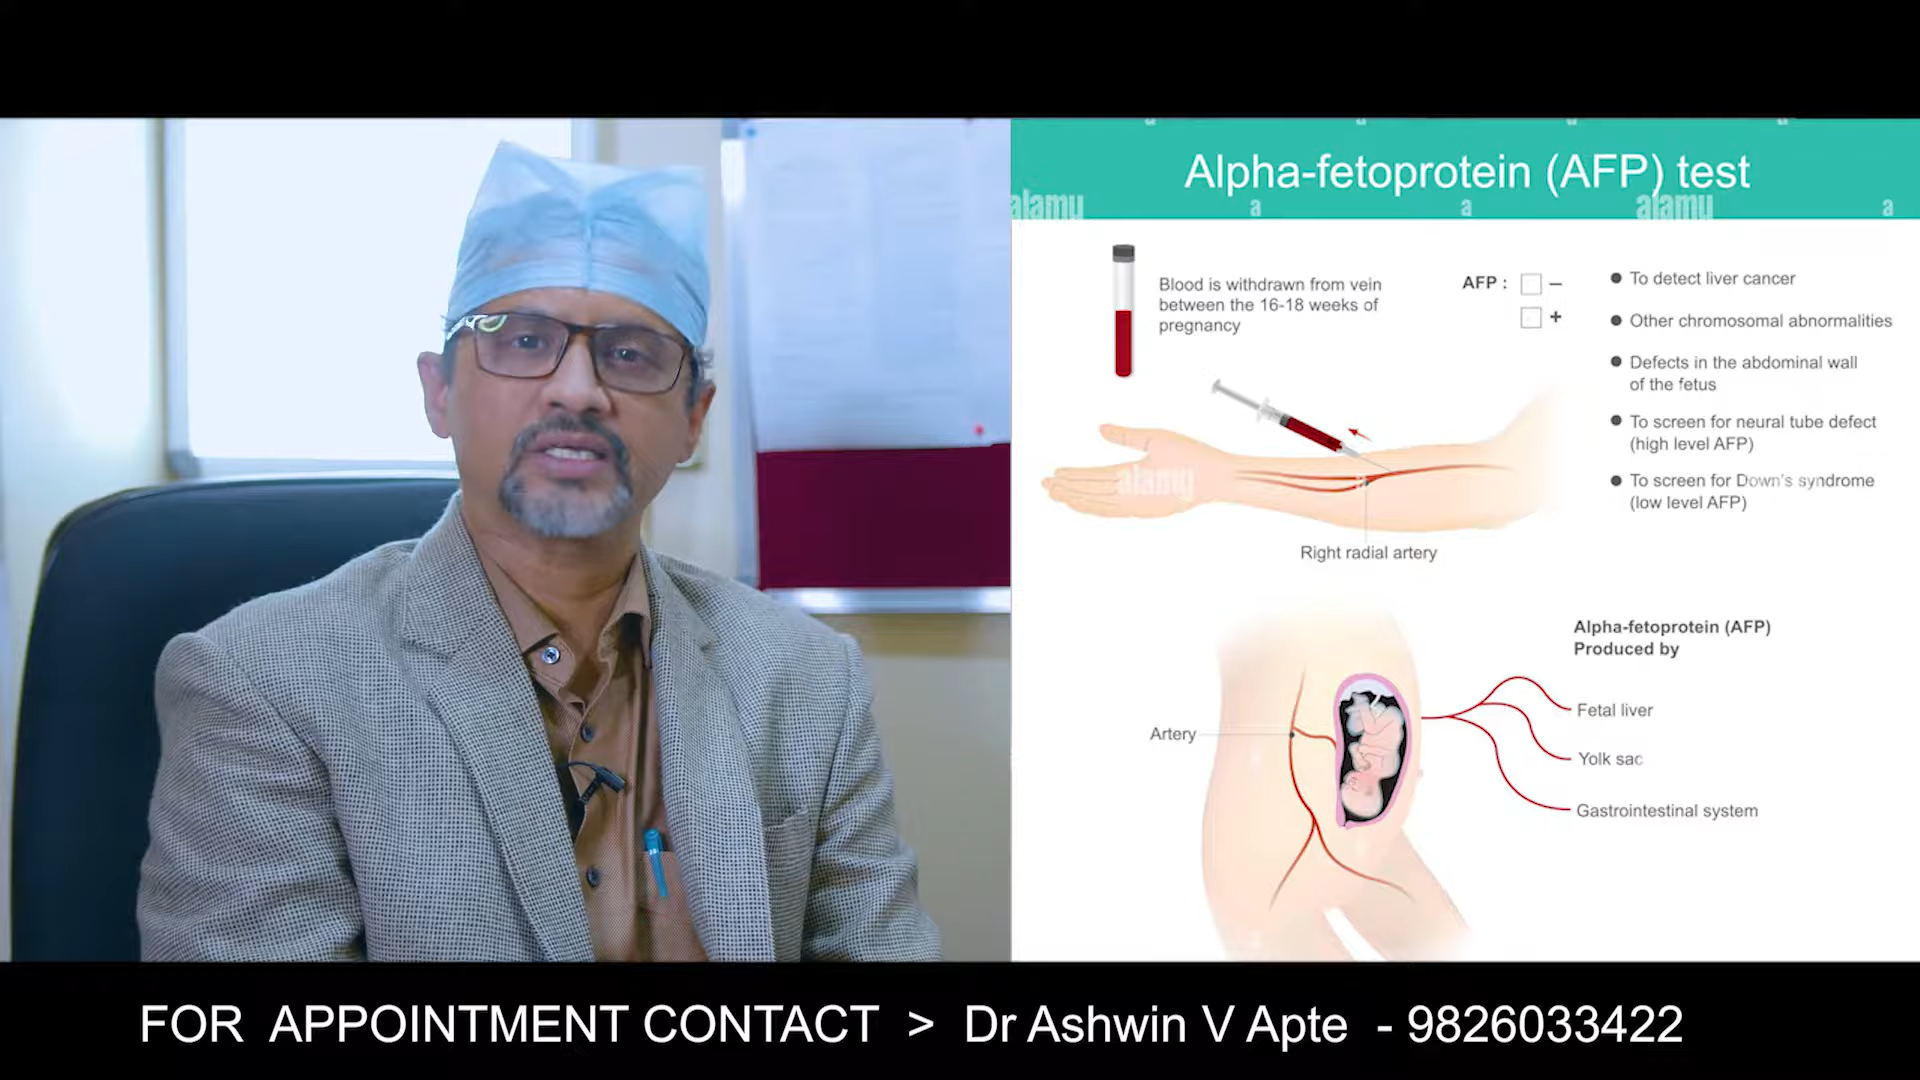 Alpha-fetoprotein (AFP) test
alamu
a
a
alamu
a
Blood is withdrawn from vein
between the 16-18 weeks of
pregnancy
AFP :
–
+
To detect liver cancer
Other chromosomal abnormalities
Defects in the abdominal wall
of the fetus
To screen for neural tube defect
(high level AFP)
To screen for Down's syndrome
(low level AFP)
alamu
Right radial artery
Alpha-fetoprotein (AFP)
Produced by
Artery
Fetal liver
Yolk sac
Gastrointestinal system
FOR APPOINTMENT CONTACT > Dr Ashwin V Apte - 9826033422